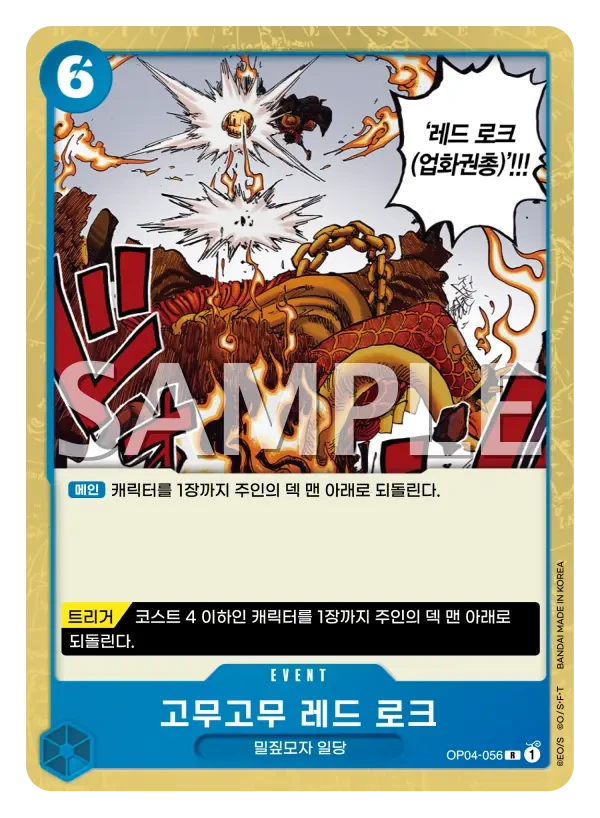 6
'레드 로크
(업화권총)'!!!
ドゴオ
SAMPLE
메인 캐릭터를 1장까지 주인의 덱 맨 아래로 되돌린다.
트리거 코스트 4 이하인 캐릭터를 1장까지 주인의 덱 맨 아래로
되돌린다.
EVENT
고무고무 레드 로크
밀짚모자 일당
OP04-056 R 1
©EO/S ©O/S·F·T BANDAI MADE IN KOREA